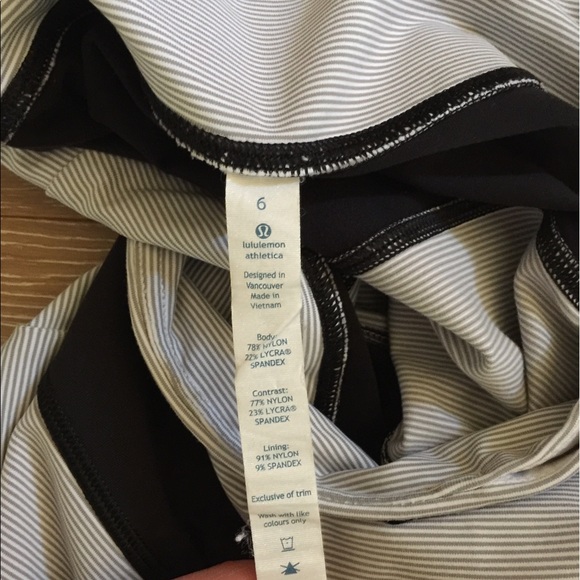 6
lululemon
athletica
Designed in
Vancouver
Made in
Vietnam
Body:
78% NYLON
22% LYCRA®
SPANDEX
Contrast:
77% NYLON
23% LYCRA®
SPANDEX
Lining:
91% NYLON
9% SPANDEX
Exclusive of trim
Wash with like
colours only